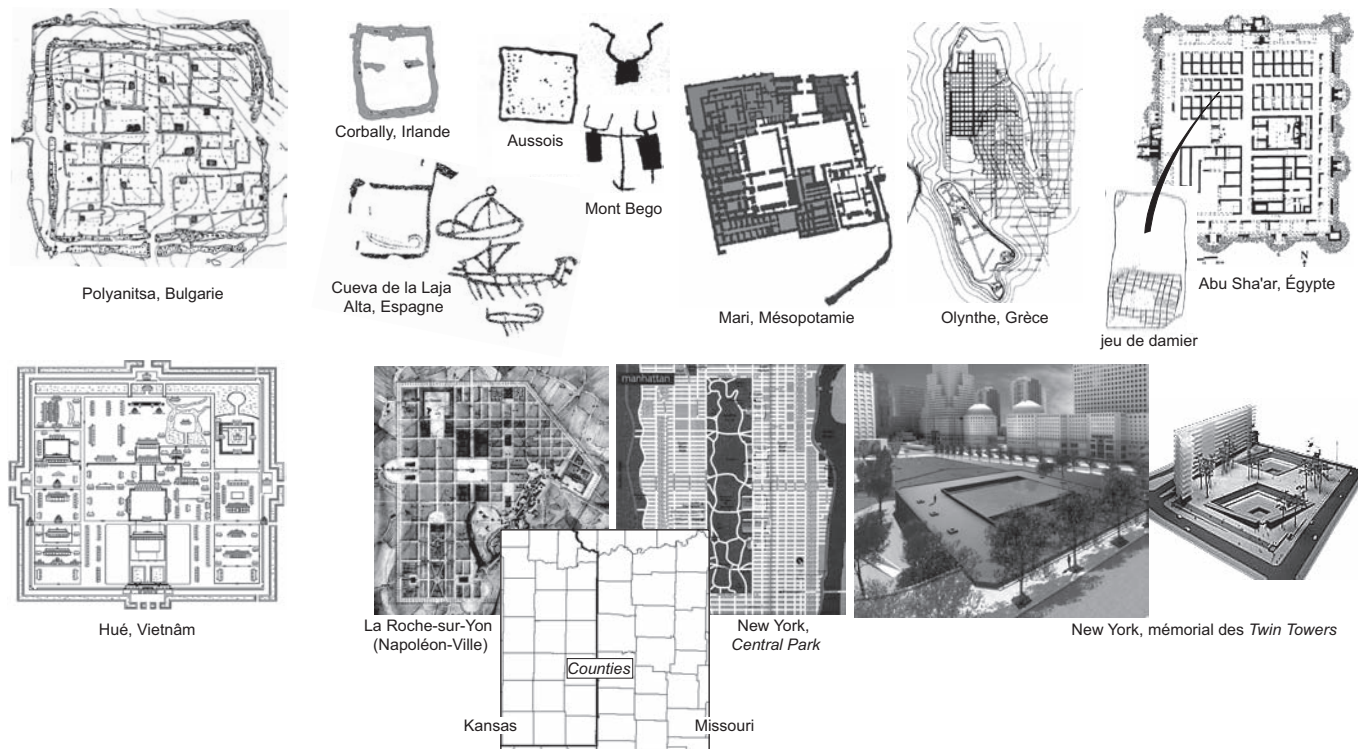 Polyanitsa, Bulgarie
Corbally, Irlande
Aussois
Mont Bego
Cueva de la Laja
Alta, Espagne
Mari, Mésopotamie
Olynthe, Grèce
N
Abu Sha'ar, Égypte
jeu de damier
Hué, Vietnâm
manhattan
La Roche-sur-Yon
(Napoléon-Ville)
New York,
Central Park
New York, mémorial des Twin Towers
Counties
Kansas
Missouri